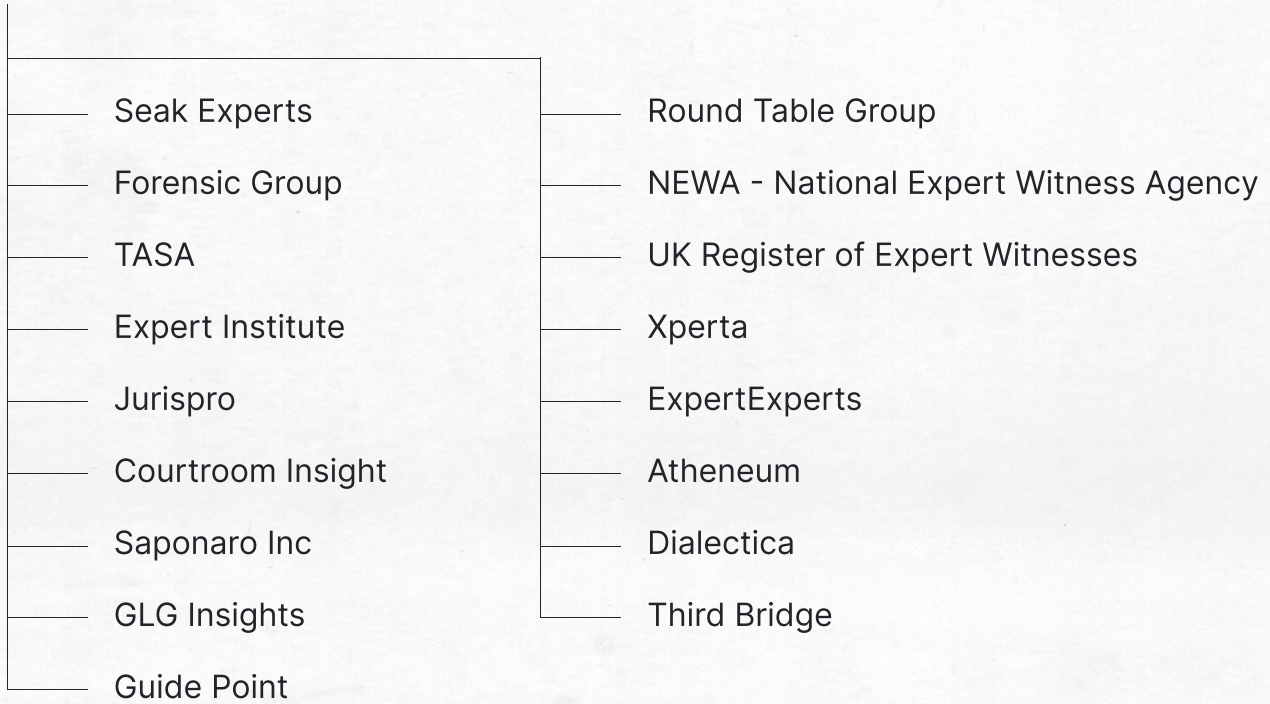 Seak Experts
Forensic Group
TASA
Expert Institute
Jurispro
Courtroom Insight
Saponaro Inc
GLG Insights
Guide Point
Round Table Group
NEWA - National Expert Witness Agency
UK Register of Expert Witnesses
Xperta
ExpertExperts
Atheneum
Dialectica
Third Bridge